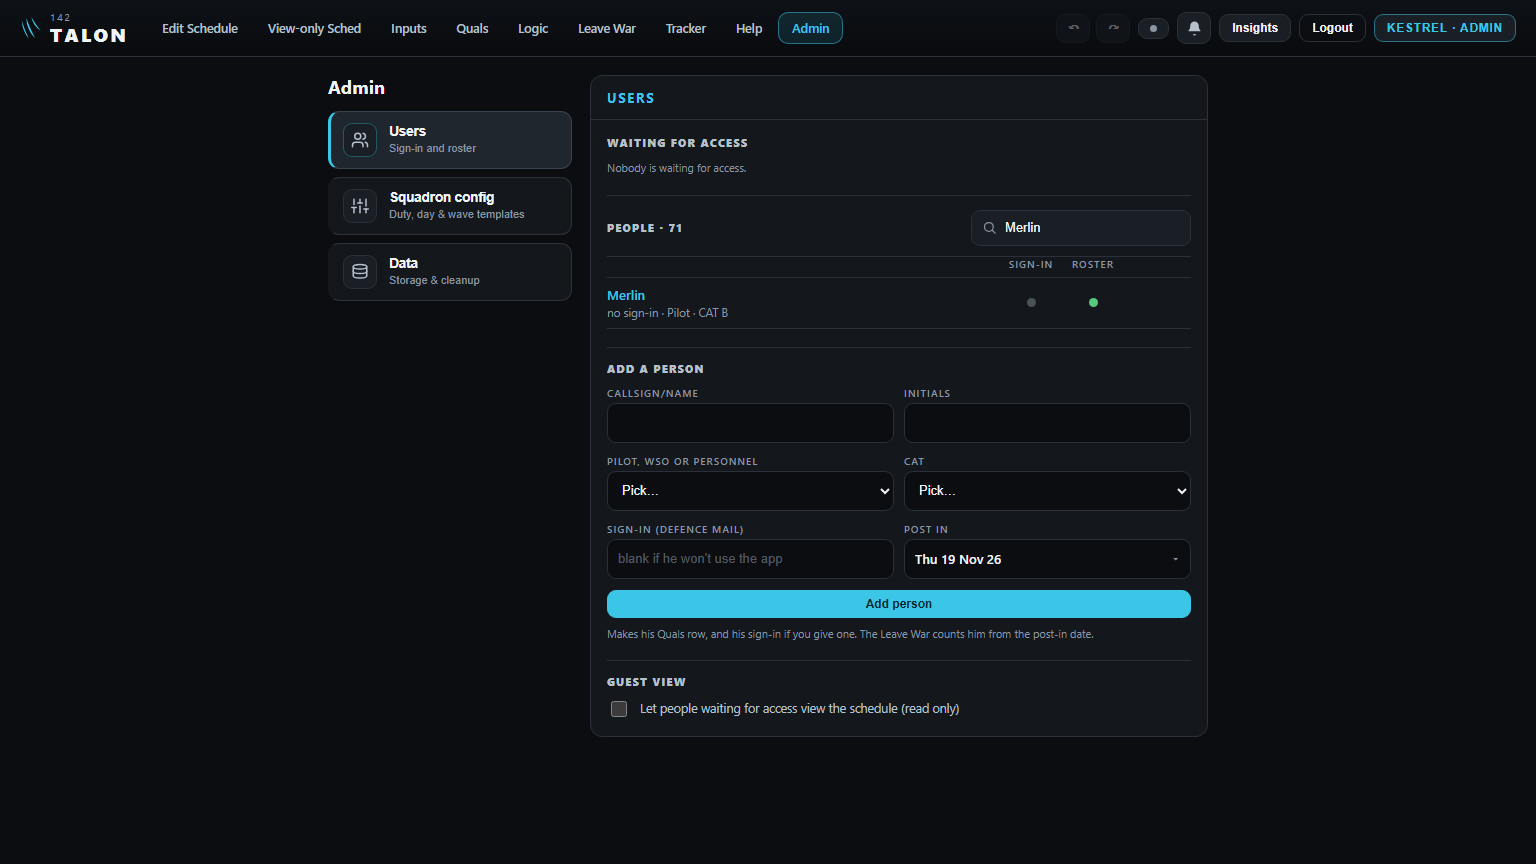 142
TALON
Edit Schedule
View-only Sched
Inputs
Quals
Logic
Leave War
Tracker
Help
Admin
Insights
Logout
KESTREL · ADMIN
Admin
Users
Sign-in and roster
Squadron config
Duty, day & wave templates
Data
Storage & cleanup
USERS
WAITING FOR ACCESS
Nobody is waiting for access.
PEOPLE · 71
Merlin
SIGN-IN
ROSTER
Merlin
no sign-in · Pilot · CAT B
ADD A PERSON
CALLSIGN/NAME
INITIALS
PILOT, WSO OR PERSONNEL
CAT
Pick...
Pick...
SIGN-IN (DEFENCE MAIL)
POST IN
blank if he won't use the app
Thu 19 Nov 26
Add person
Makes his Quals row, and his sign-in if you give one. The Leave War counts him from the post-in date.
GUEST VIEW
Let people waiting for access view the schedule (read only)